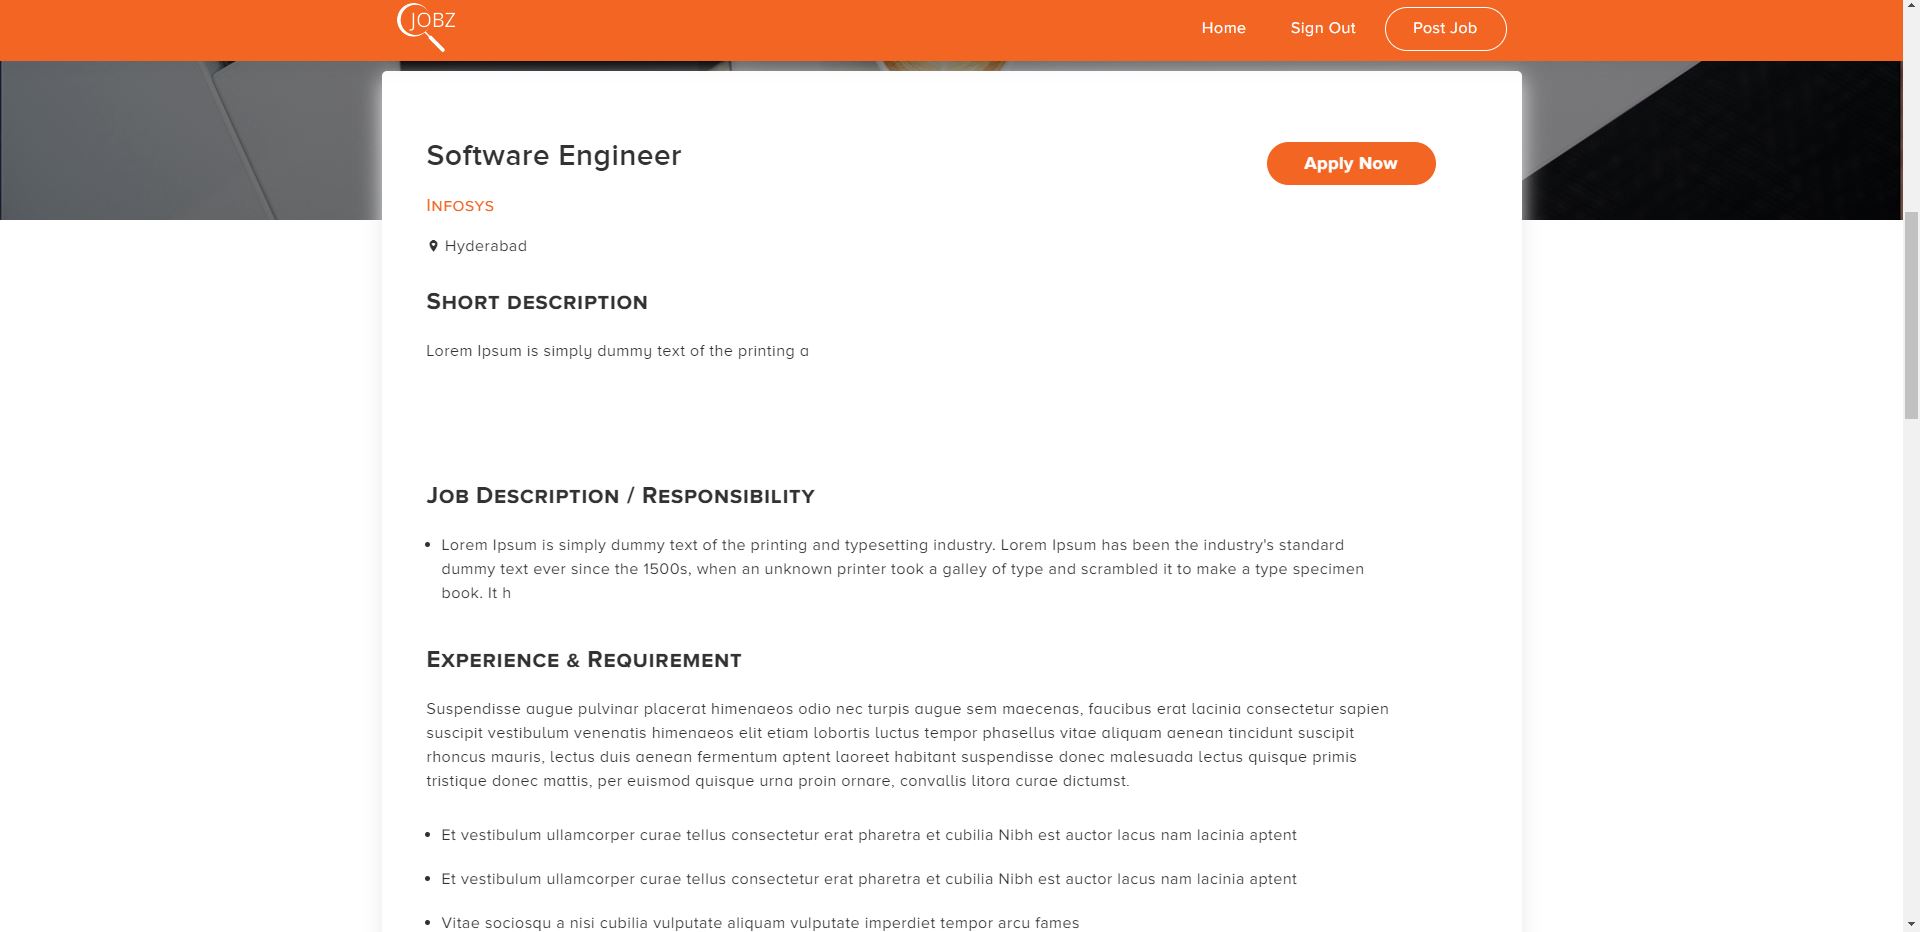 JOBZ
Home
Sign Out
Post Job
Software Engineer
Apply Now
Infosys
Hyderabad
Short description
Lorem Ipsum is simply dummy text of the printing a
Job Description / Responsibility
Lorem Ipsum is simply dummy text of the printing and typesetting industry. Lorem Ipsum has been the industry's standard
dummy text ever since the 1500s, when an unknown printer took a galley of type and scrambled it to make a type specimen
book. It h
Experience & Requirement
Suspendisse augue pulvinar placerat himenaeos odio nec turpis augue sem maecenas, faucibus erat lacinia consectetur sapien
suscipit vestibulum venenatis himenaeos elit etiam lobortis luctus tempor phasellus vitae aliquam aenean tincidunt suscipit
rhoncus mauris, lectus duis aenean fermentum aptent laoreet habitant suspendisse donec malesuada lectus quisque primis
tristique donec mattis, per euismod quisque urna proin ornare, convallis litora curae dictumst.
Et vestibulum ullamcorper curae tellus consectetur erat pharetra et cubilia Nibh est auctor lacus nam lacinia aptent
Et vestibulum ullamcorper curae tellus consectetur erat pharetra et cubilia Nibh est auctor lacus nam lacinia aptent
Vitae sociosqu a nisi cubilia vulputate aliquam vulputate imperdiet tempor arcu fames